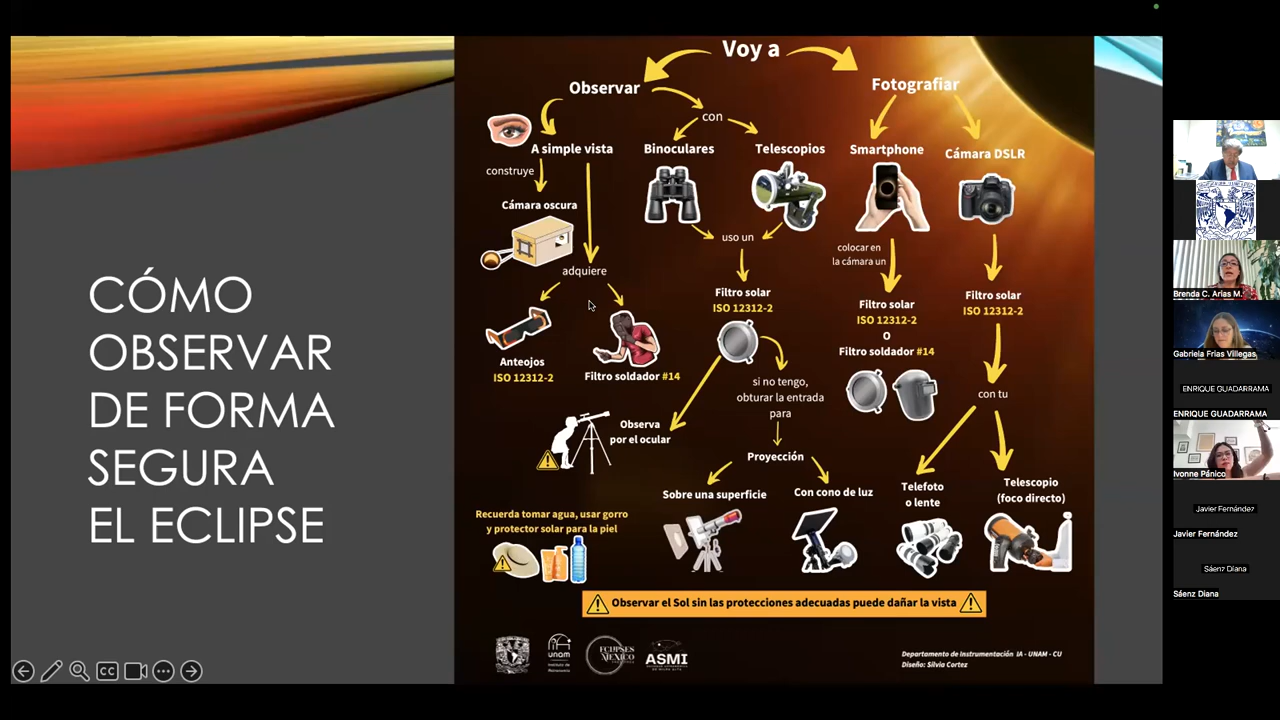 CÓMO
OBSERVAR
DE FORMA
SEGURA
EL ECLIPSE
Voy a
Observar
Fotografiar
con
A simple vista
Binoculares
Telescopios
Smartphone
Cámara DSLR
construye
Cámara oscura
uso un
colocar en
la cámara un
adquiere
Filtro solar
ISO 12312-2
Filtro solar
ISO 12312-2
O
Filtro soldador #14
Filtro solar
ISO 12312-2
Anteojos
ISO 12312-2
Filtro soldador #14
si no tengo,
obturar la entrada
para
con tu
Observa
por el ocular
Proyección
Sobre una superficie
Con cono de luz
Telefoto
o lente
Telescopio
(foco directo)
Recuerda tomar agua, usar gorro
y protector solar para la piel
Observar el Sol sin las protecciones adecuadas puede dañar la vista
unam
ECLIPSES
MÉXICO
ASMI
Departamento de Instrumentación IA - UNAM - CU
Diseño: Silvia Cortez
CC
Brenda C. Arias M.
Gabriela Frías Villegas
ENRIQUE GUADARRAMA
ENRIQUE GUADARRAMA
Ivonne Pánico
Javier Fernández
Javier Fernández
Sáenz Diana
Sáenz Diana